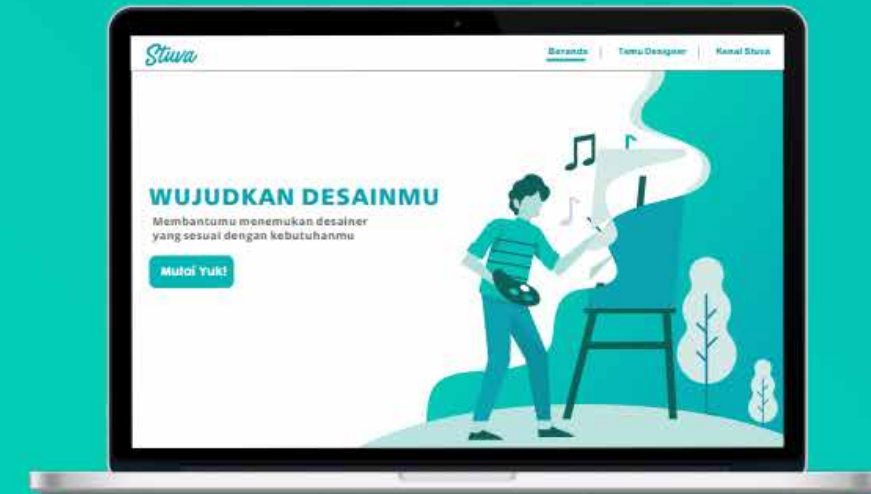 Stuva
Beranda | Temu Designer | Kenal Stuva
WUJUDKAN DESAINMU
Membantumu menemukan desainer
yang sesuai dengan kebutuhanmu
Mulai Yuk!